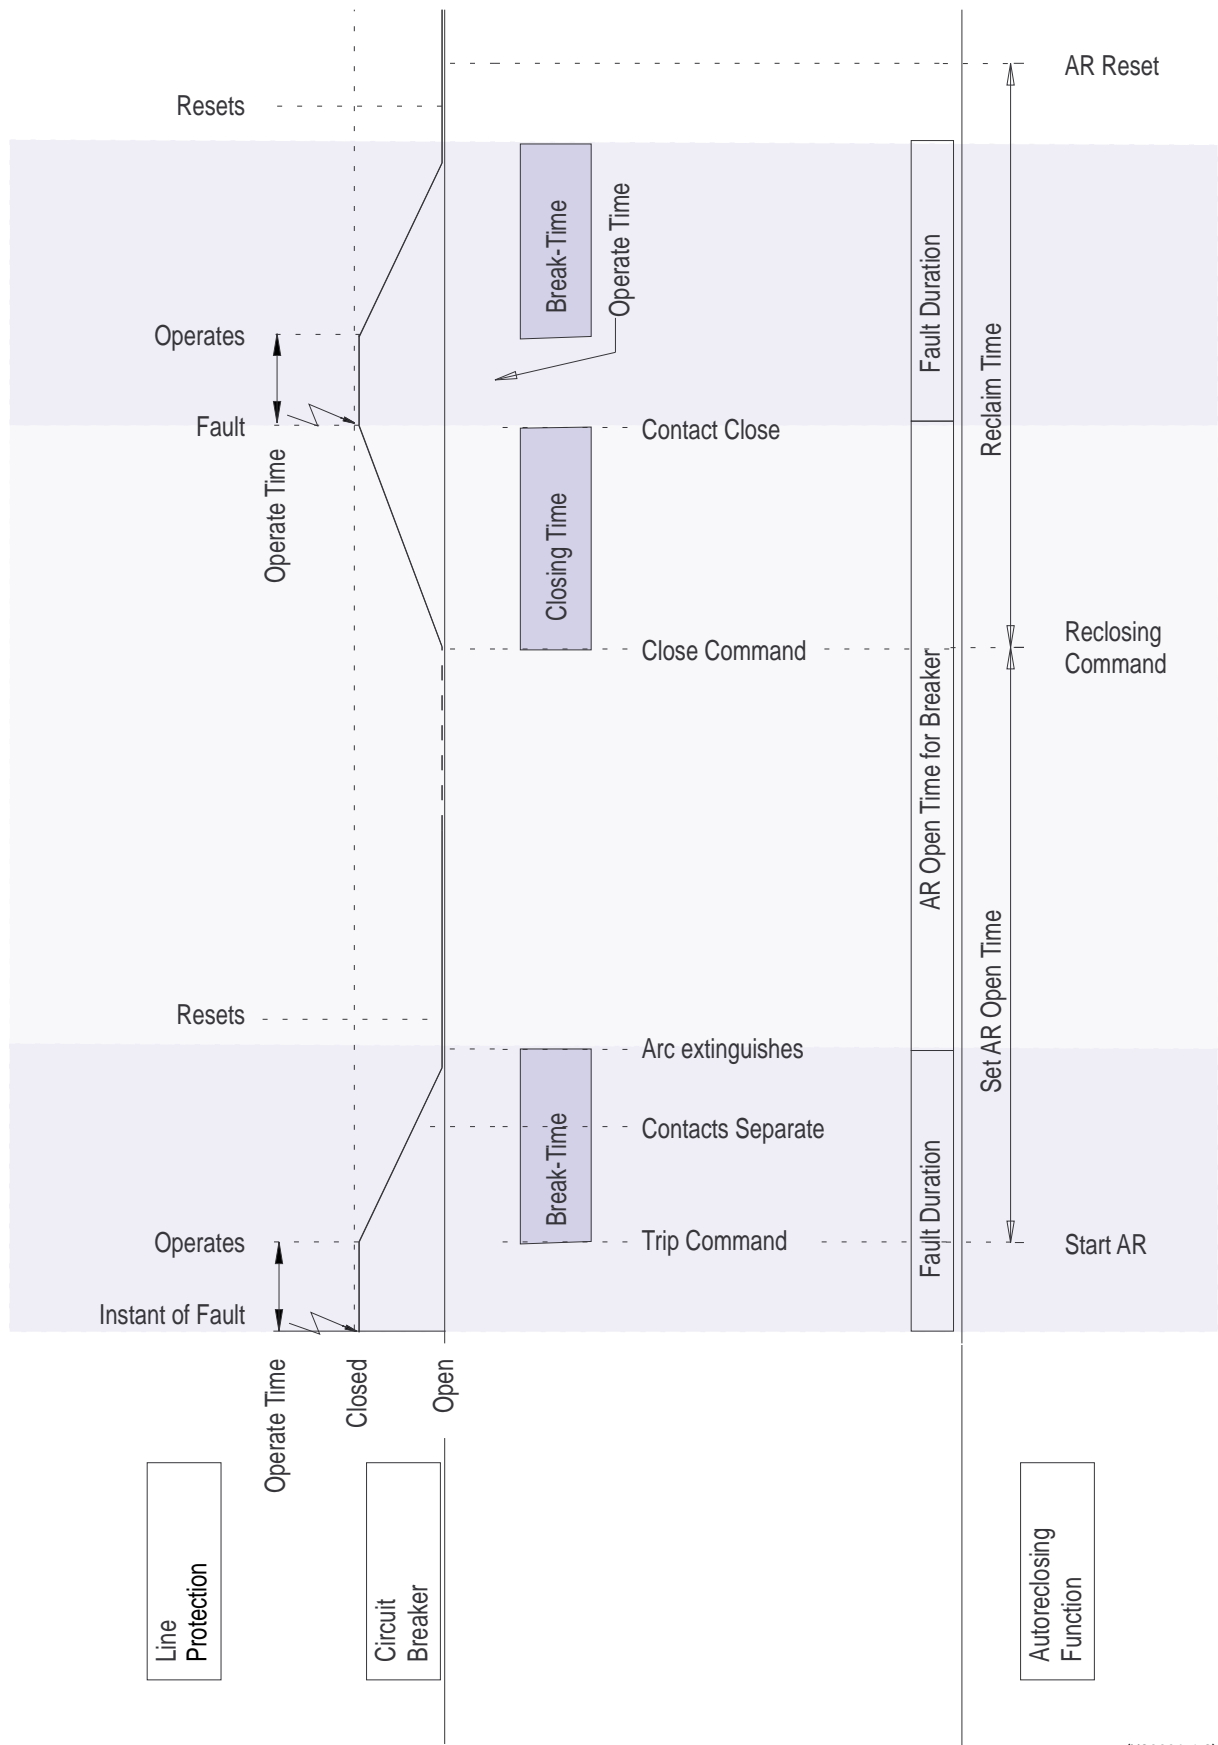 AR Reset
Resets
Break-Time
Operate Time
Fault Duration
Operates
Reclaim Time
Fault
Contact Close
Operate Time
Closing Time
Reclosing
Command
Close Command
AR Open Time for Breaker
Set AR Open Time
Resets
Arc extinguishes
Contacts Separate
Break-Time
Fault Duration
Operates
Trip Command
Start AR
Instant of Fault
Operate Time
Closed
Open
Line
Protection
Circuit
Breaker
Autoreclosing
Function